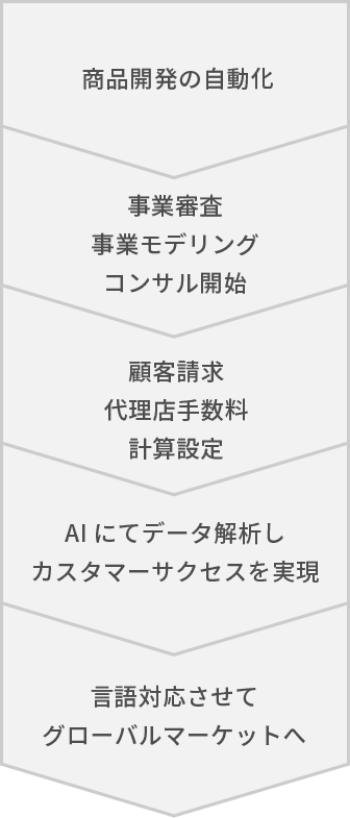 商品開発の自動化
事業審査
事業モデリング
コンサル開始
顧客請求
代理店手数料
計算設定
AIにてデータ解析し
カスタマーサクセスを実現
言語対応させて
グローバルマーケットへ